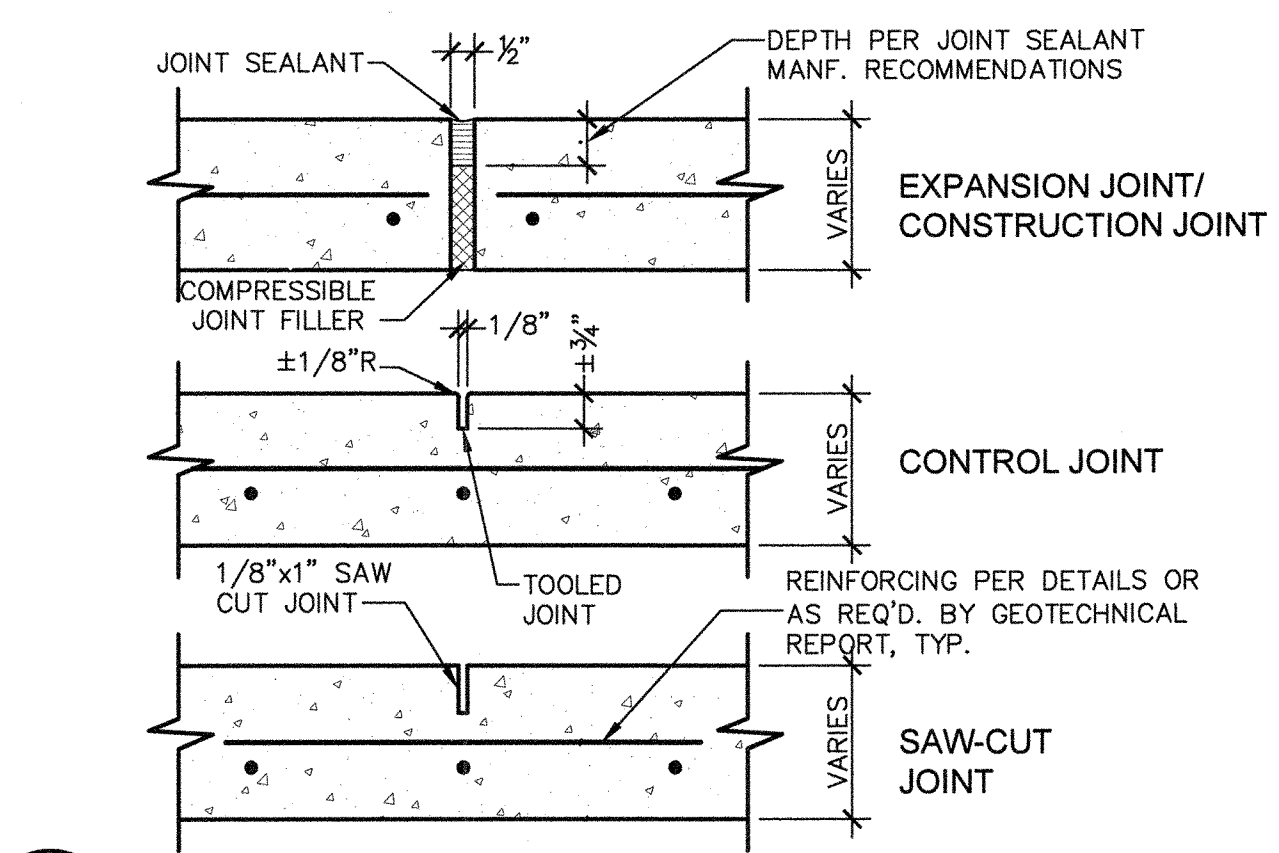 JOINT SEALANT
½"
DEPTH PER JOINT SEALANT
MANF. RECOMMENDATIONS
VARIES
EXPANSION JOINT/
CONSTRUCTION JOINT
COMPRESSIBLE
JOINT FILLER
1/8"
±¾"
±1/8"R
VARIES
CONTROL JOINT
TOOLED
JOINT
1/8"x1" SAW
CUT JOINT
REINFORCING PER DETAILS OR
AS REQ'D. BY GEOTECHNICAL
REPORT, TYP.
VARIES
SAW-CUT
JOINT